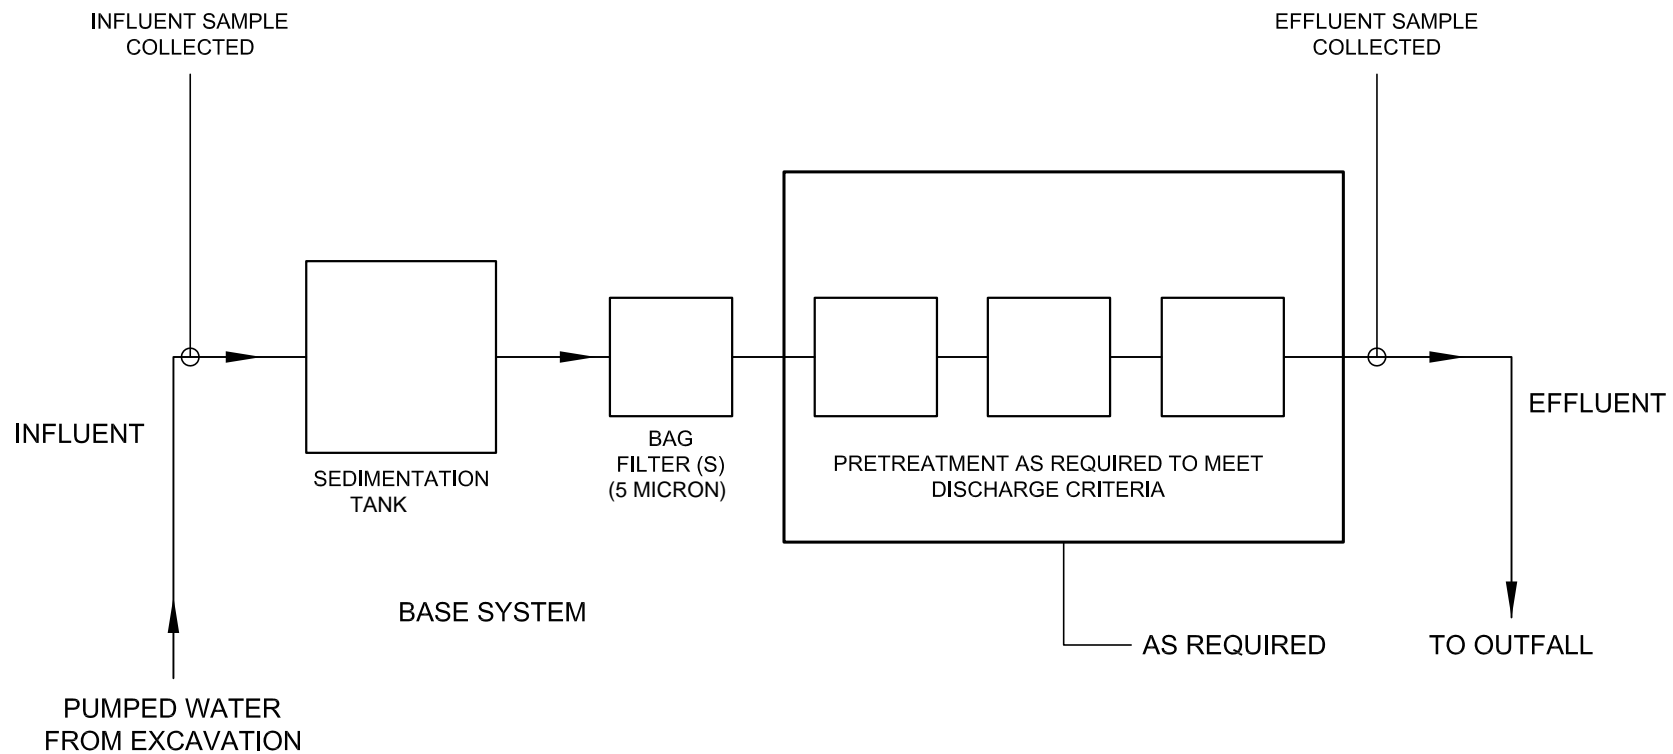 INFLUENT SAMPLE
COLLECTED
EFFLUENT SAMPLE
COLLECTED
INFLUENT
EFFLUENT
SEDIMENTATION
TANK
BAG
FILTER (S)
(5 MICRON)
PRETREATMENT AS REQUIRED TO MEET
DISCHARGE CRITERIA
BASE SYSTEM
AS REQUIRED
TO OUTFALL
PUMPED WATER
FROM EXCAVATION